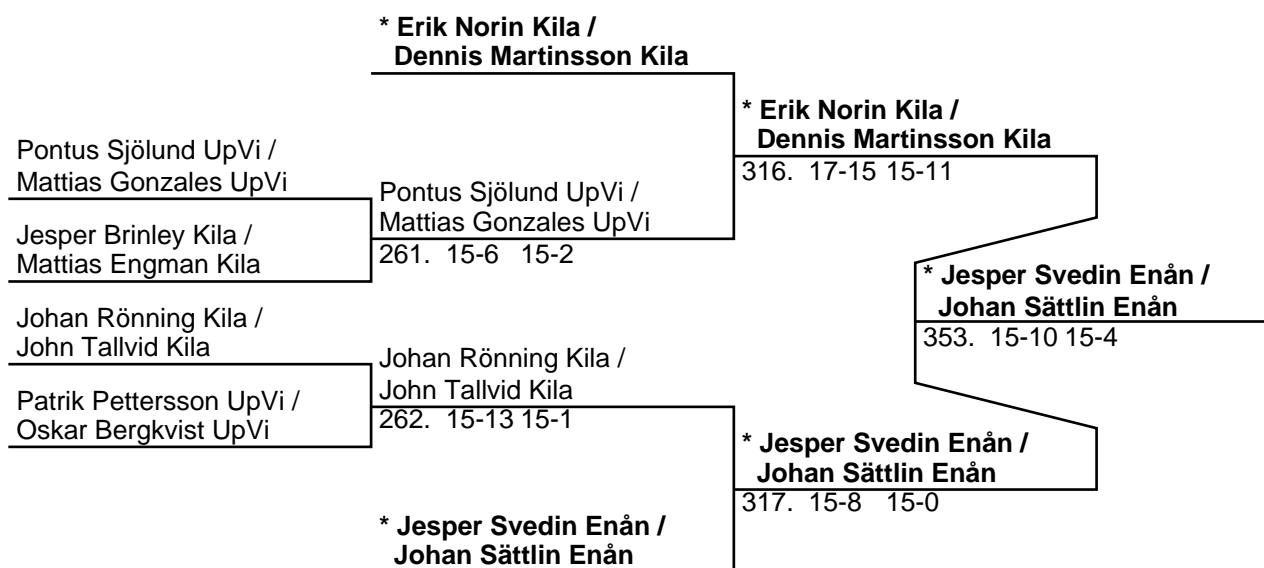 * Erik Norin Kila /
Dennis Martinsson Kila
* Erik Norin Kila /
Dennis Martinsson Kila
316. 17-15 15-11
Pontus Sjölund UpVi /
Mattias Gonzales UpVi
Pontus Sjölund UpVi /
Mattias Gonzales UpVi
261. 15-6 15-2
Jesper Brinley Kila /
Mattias Engman Kila
* Jesper Svedin Enån /
Johan Sättlin Enån
353. 15-10 15-4
Johan Rönning Kila /
John Tallvid Kila
Johan Rönning Kila /
John Tallvid Kila
262. 15-13 15-1
Patrik Pettersson UpVi /
Oskar Bergkvist UpVi
* Jesper Svedin Enån /
Johan Sättlin Enån
317. 15-8 15-0
* Jesper Svedin Enån /
Johan Sättlin Enån